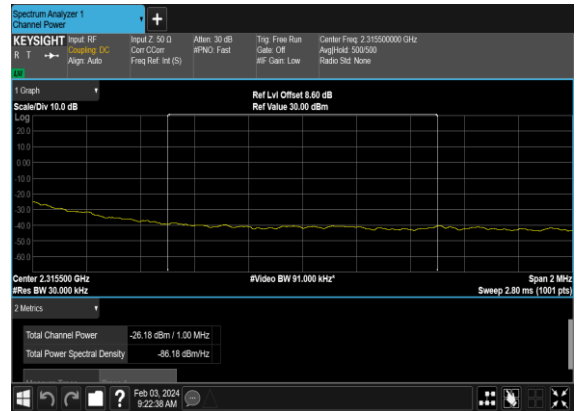 Spectrum Analyzer 1
Channel Power
+
KEYSIGHT
R T
LW
Input: RF
Coupling: DC
Align: Auto
Input Z: 50 Ω
Corr CCorr
Freq Ref: Int (S)
Atten: 30 dB
#PNO: Fast
Trig: Free Run
Gate: Off
#IF Gain: Low
Center Freq: 2.315500000 GHz
Avg|Hold: 500/500
Radio Std: None
1 Graph
Scale/Div 10.0 dB
Ref Lvl Offset 8.60 dB
Ref Value 30.00 dBm
Log
20.0
10.0
0.00
-10.0
-20.0
-30.0
-40.0
-50.0
-60.0
Center 2.315500 GHz
#Res BW 30.000 kHz
#Video BW 91.000 kHz*
Span 2 MHz
Sweep 2.80 ms (1001 pts)
2 Metrics
Total Channel Power -26.18 dBm / 1.00 MHz
Total Power Spectral Density -86.18 dBm/Hz
?
Feb 03, 2024
9:22:38 AM